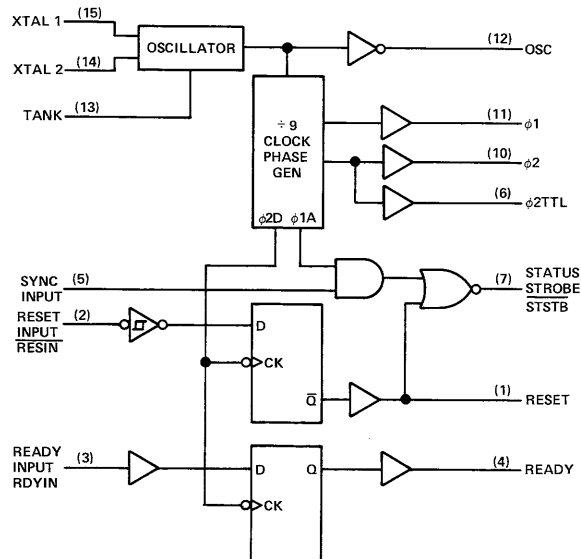 XTAL 1 (15)
XTAL 2 (14)
TANK (13)
OSCILLATOR
(12) OSC
÷ 9
CLOCK
PHASE
GEN
ϕ2D ϕ1A
(11) ϕ1
(10) ϕ2
(6) ϕ2TTL
SYNC (5)
INPUT
(7) STATUS
STROBE
STSTB
RESET (2)
INPUT
RESIN
D
CK
Q
(1) RESET
READY
INPUT (3)
RDYIN
D Q
CK
(4) READY